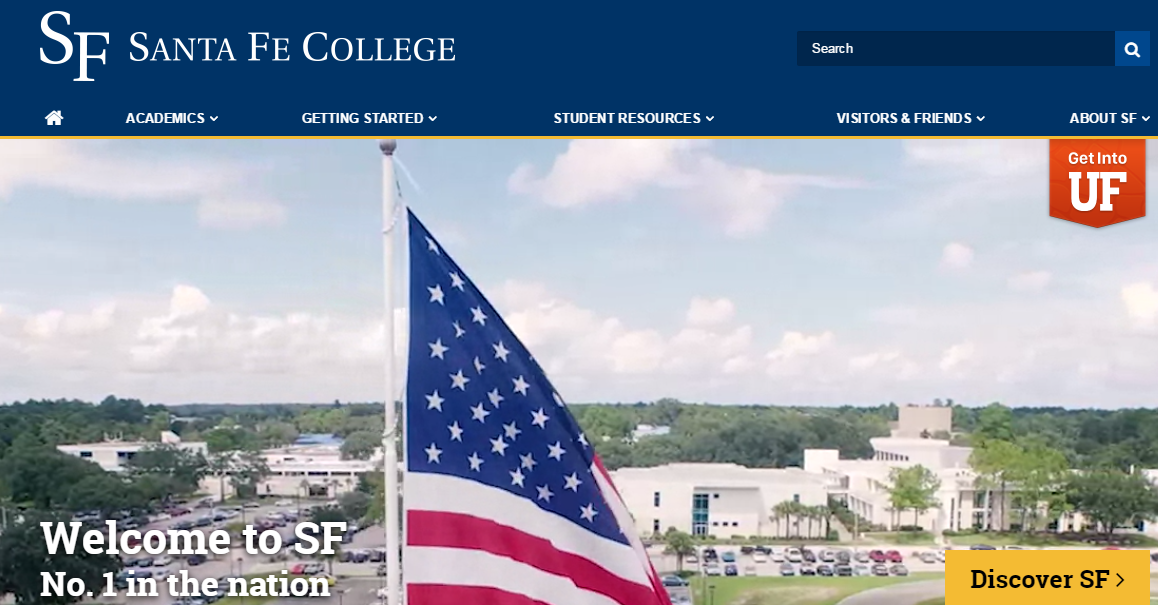 SF SANTA FE COLLEGE
Search
ACADEMICS
GETTING STARTED
STUDENT RESOURCES
VISITORS & FRIENDS
ABOUT SF
Get Into
UF
Welcome to SF
No. 1 in the nation
Discover SF